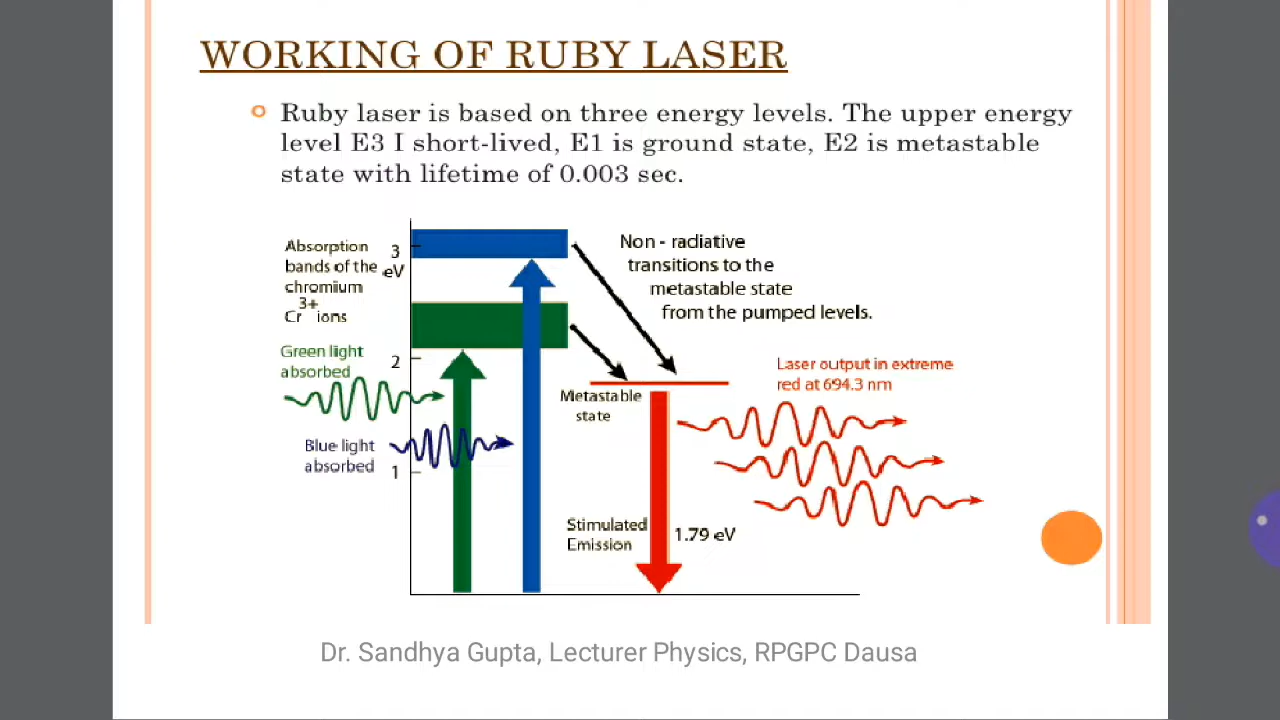 WORKING OF RUBY LASER
Ruby laser is based on three energy levels. The upper energy
level E3 I short-lived, E1 is ground state, E2 is metastable
state with lifetime of 0.003 sec.
Absorption
bands of the
chromium
3+
Cr ions
3
eV
Non - radiative
transitions to the
metastable state
from the pumped levels.
Green light
absorbed
2
Laser output in extreme
red at 694.3 nm
Metastable
state
Blue light
absorbed
1
Stimulated
Emission
1.79 eV
Dr. Sandhya Gupta, Lecturer Physics, RPGPC Dausa